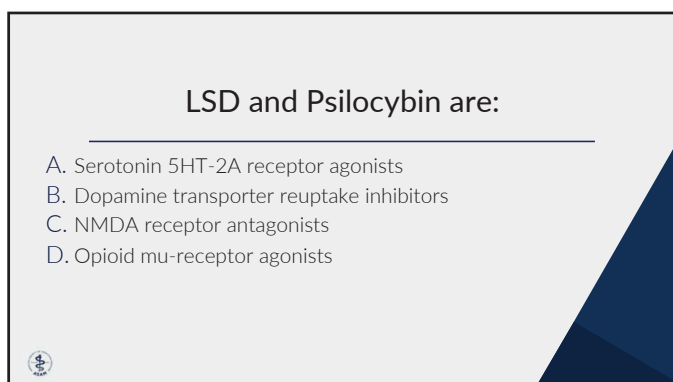 LSD and Psilocybin are:
A. Serotonin 5HT-2A receptor agonists
B. Dopamine transporter reuptake inhibitors
C. NMDA receptor antagonists
D. Opioid mu-receptor agonists
ASAM